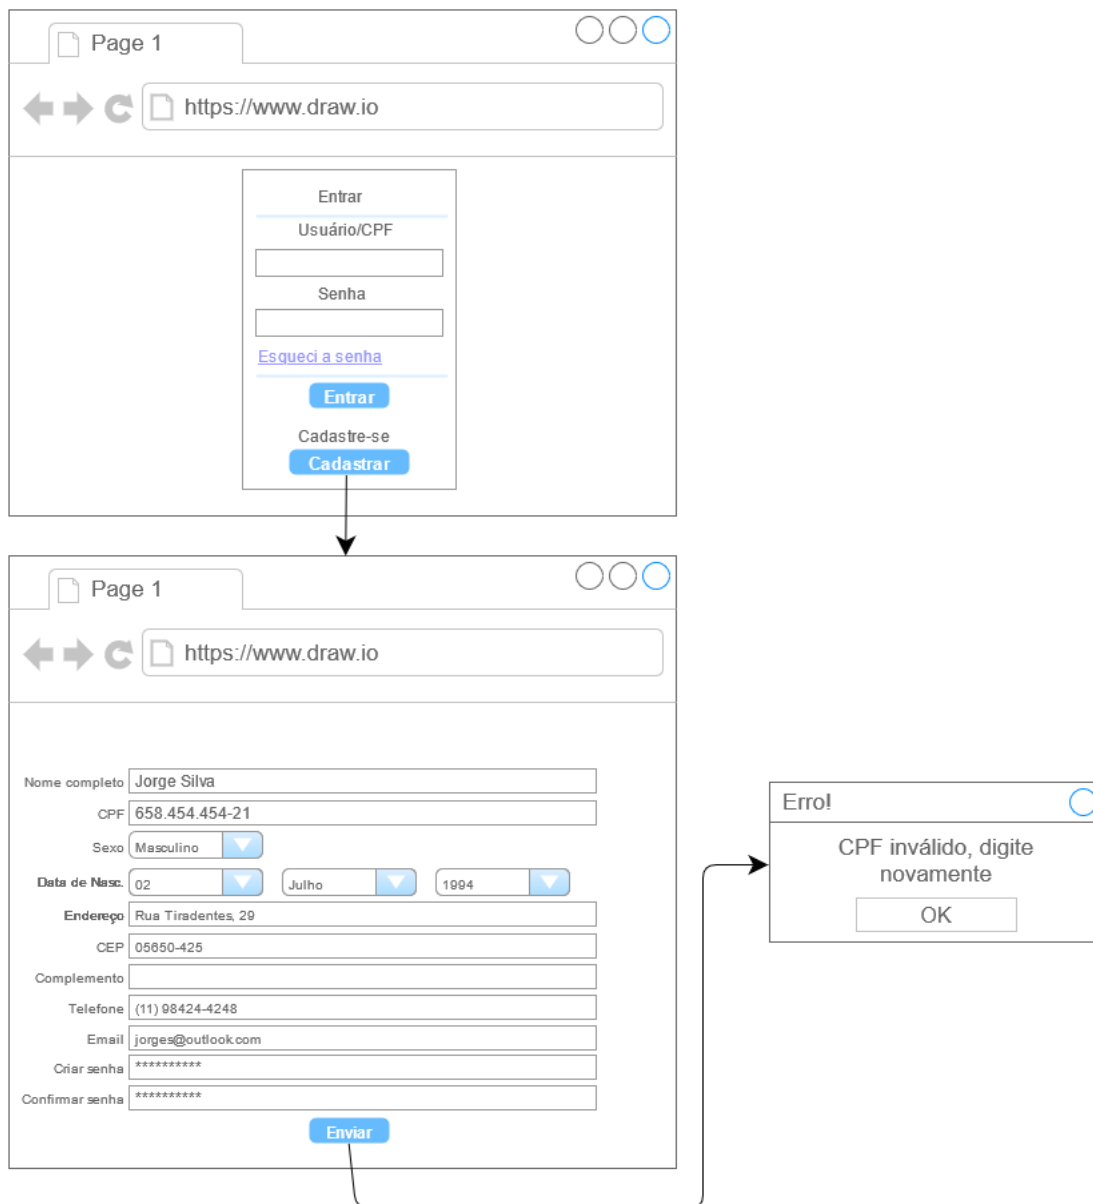 Page 1
https://www.draw.io
Entrar
Usuário/CPF
Senha
Esqueci a senha
Entrar
Cadastre-se
Cadastrar
Page 1
https://www.draw.io
Nome completo Jorge Silva
CPF 658.454.454-21
Sexo Masculino
Data de Nasc. 02 Julho 1994
Endereço Rua Tiradentes, 29
CEP 05650-425
Complemento
Telefone (11) 98424-4248
Email jorges@outlook.com
Criar senha **********
Confirmar senha **********
Enviar
Erro!
CPF inválido, digite
novamente
OK